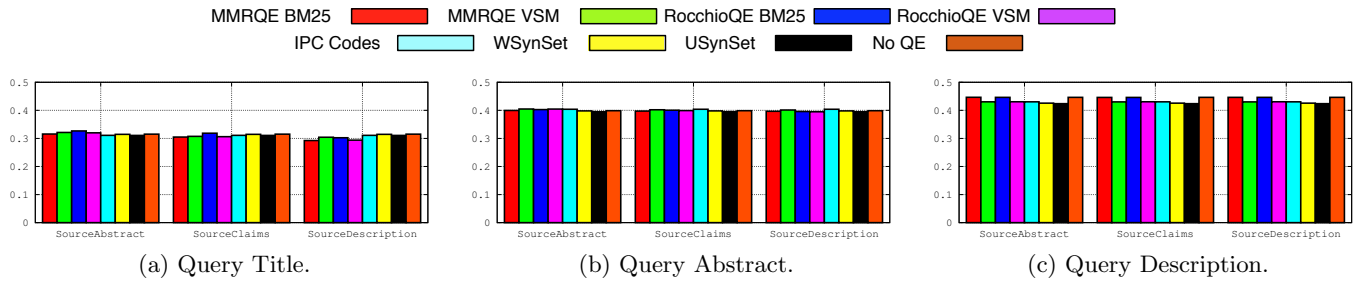 MMRQE BM25 MMRQE VSM RocchioQE BM25 RocchioQE VSM
IPC Codes WSynSet USynSet No QE
0.5
0.4
0.3
0.2
0.1
0
SourceAbstract SourceClaims SourceDescription
(a) Query Title.
0.5
0.4
0.3
0.2
0.1
0
SourceAbstract SourceClaims SourceDescription
(b) Query Abstract.
0.5
0.4
0.3
0.2
0.1
0
SourceAbstract SourceClaims SourceDescription
(c) Query Description.